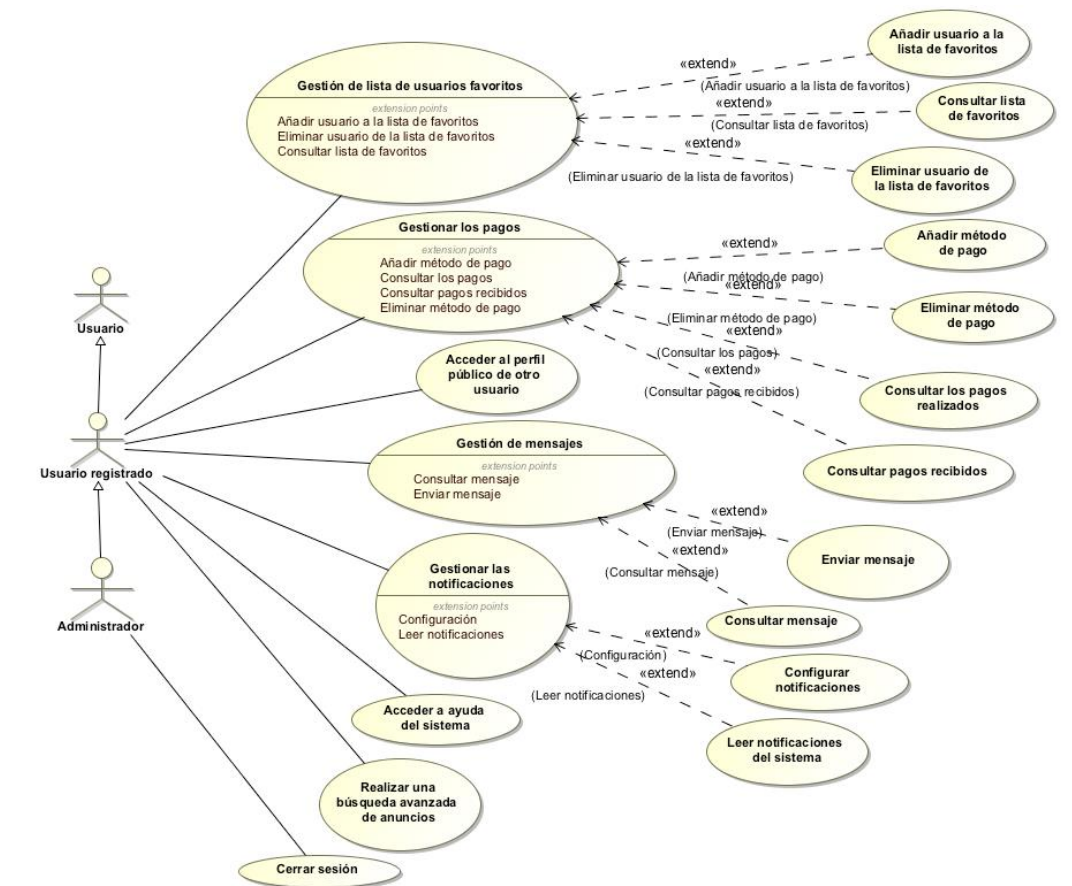 Gestión de lista de usuarios favoritos
extension points
Añadir usuario a la lista de favoritos
Eliminar usuario de la lista de favoritos
Consultar lista de favoritos
«extend»
(Añadir usuario a la lista de favoritos)
«extend»
(Consultar lista de favoritos)
«extend»
(Eliminar usuario de la lista de favoritos)
Añadir usuario a la
lista de favoritos
Consultar lista
de favoritos
Eliminar usuario de
la lista de favoritos
Gestionar los pagos
extension points
Añadir método de pago
Consultar los pagos
Consultar pagos recibidos
Eliminar método de pago
«extend»
(Añadir método de pago)
«extend»
(Eliminar método de pago)
«extend»
(Consultar los pagos)
«extend»
(Consultar pagos recibidos)
Añadir método
de pago
Eliminar método
de pago
Consultar los pagos
realizados
Consultar pagos recibidos
Usuario
Acceder al perfil
público de otro
usuario
Usuario registrado
Gestión de mensajes
extension points
Consultar mensaje
Enviar mensaje
«extend»
(Enviar mensaje)
«extend»
(Consultar mensaje)
Enviar mensaje
Consultar mensaje
Gestionar las
notificaciones
extension points
Configuración
Leer notificaciones
«extend»
(Configuración)
«extend»
(Leer notificaciones)
Configurar
notificaciones
Leer notificaciones
del sistema
Administrador
Acceder a ayuda
del sistema
Realizar una
búsqueda avanzada
de anuncios
Cerrar sesión